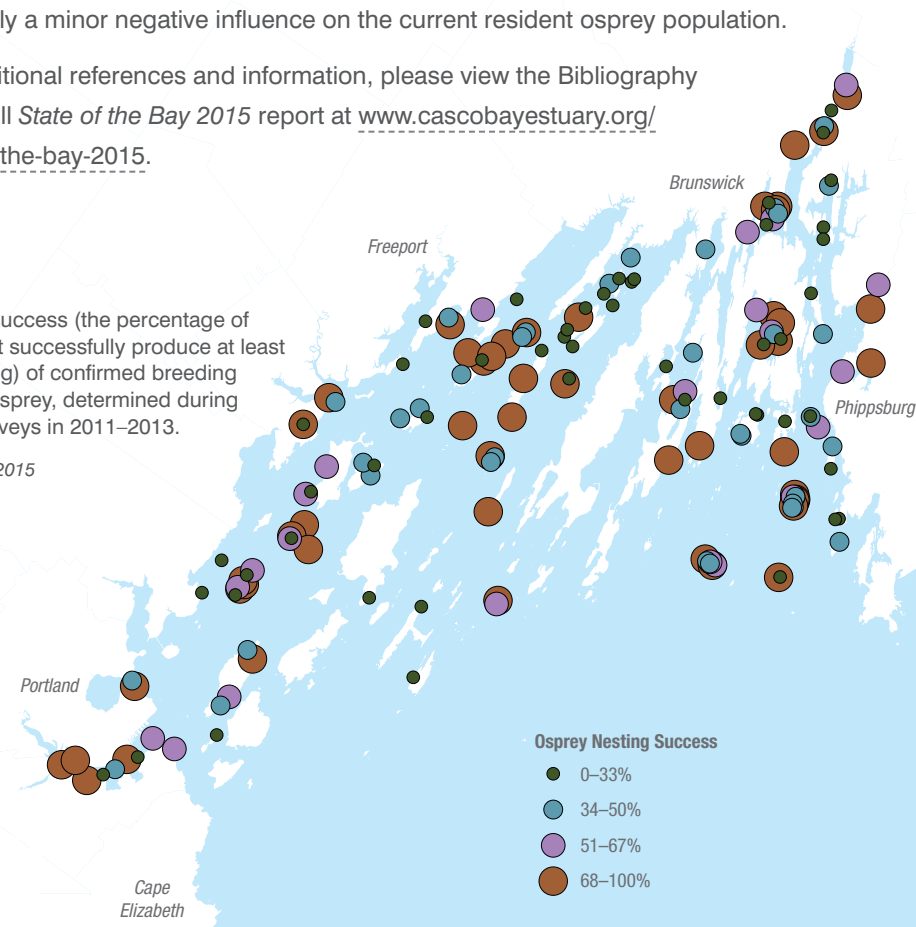 ly a minor negative influence on the current resident osprey population.
itional references and information, please view the Bibliography
ll State of the Bay 2015 report at www.cascobayestuary.org/
the-bay-2015.
Brunswick
Freeport
uccess (the percentage of
t successfully produce at least
g) of confirmed breeding
sprey, determined during
veys in 2011–2013.
2015
Phippsburg
Portland
Osprey Nesting Success
0–33%
34–50%
51–67%
68–100%
Cape
Elizabeth